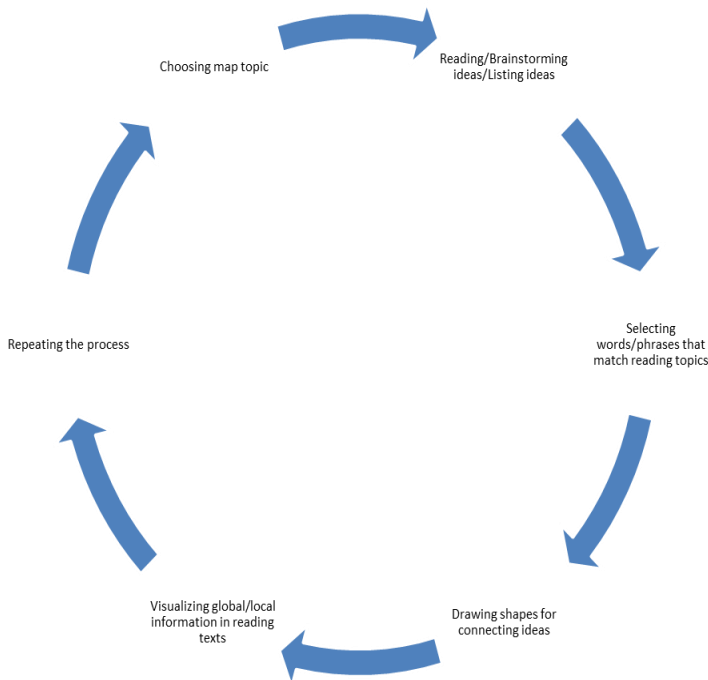 Choosing map topic
Reading/Brainstorming
ideas/Listing ideas
Selecting
words/phrases that
match reading topics
Drawing shapes for
connecting ideas
Visualizing global/local
information in reading
texts
Repeating the process